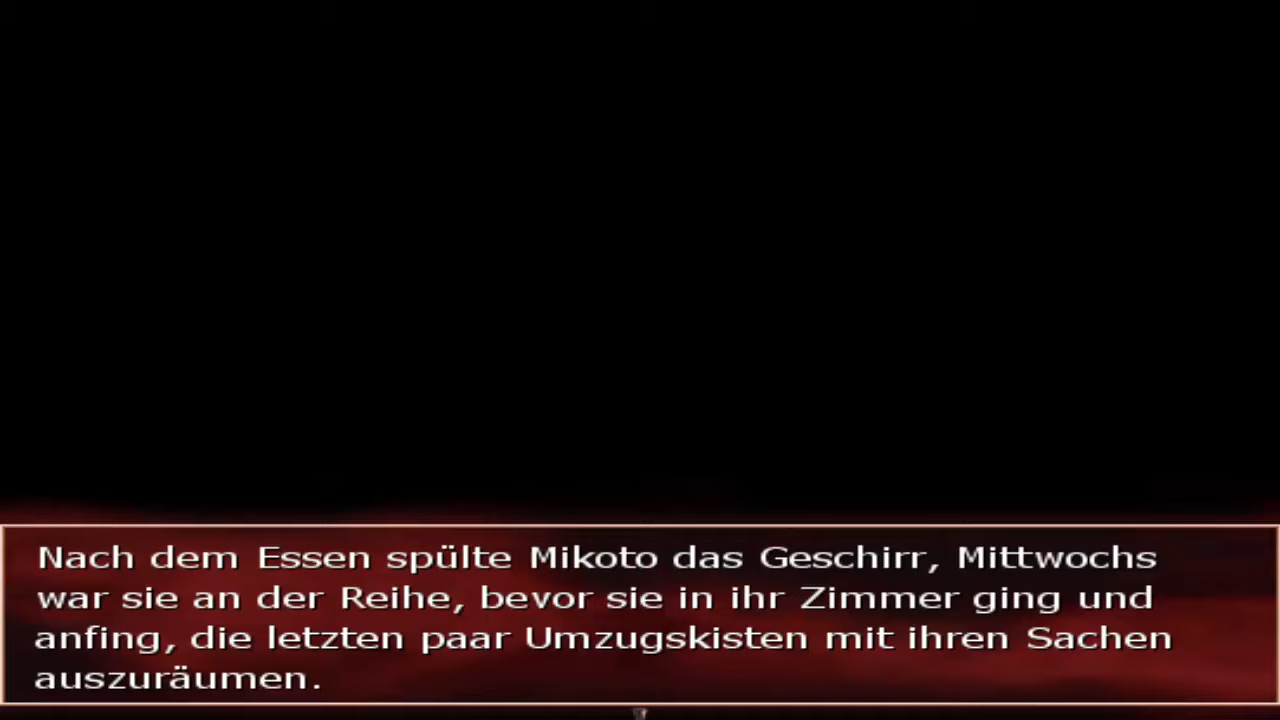 Nach dem Essen spülte Mikoto das Geschirr, Mittwochs
war sie an der Reihe, bevor sie in ihr Zimmer ging und
anfing, die letzten paar Umzugskisten mit ihren Sachen
auszuräumen.